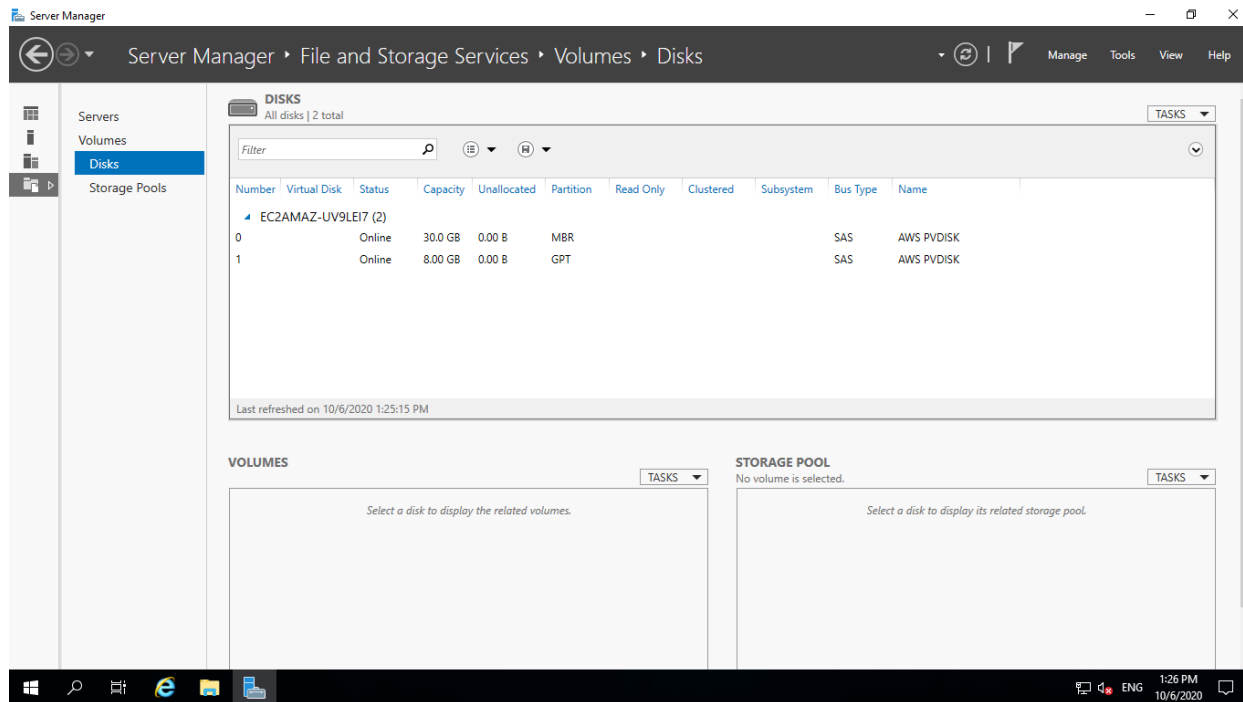 Server Manager
Server Manager ‣ File and Storage Services ‣ Volumes ‣ Disks
Manage Tools View Help
Servers
Volumes
Disks
Storage Pools
DISKS
All disks | 2 total
TASKS
Filter
Number Virtual Disk Status Capacity Unallocated Partition Read Only Clustered Subsystem Bus Type Name
EC2AMAZ-UV9LEI7 (2)
0 Online 30.0 GB 0.00 B MBR SAS AWS PVDISK
1 Online 8.00 GB 0.00 B GPT SAS AWS PVDISK
Last refreshed on 10/6/2020 1:25:15 PM
VOLUMES
TASKS
Select a disk to display the related volumes.
STORAGE POOL
No volume is selected.
TASKS
Select a disk to display its related storage pool.
ENG
1:26 PM
10/6/2020